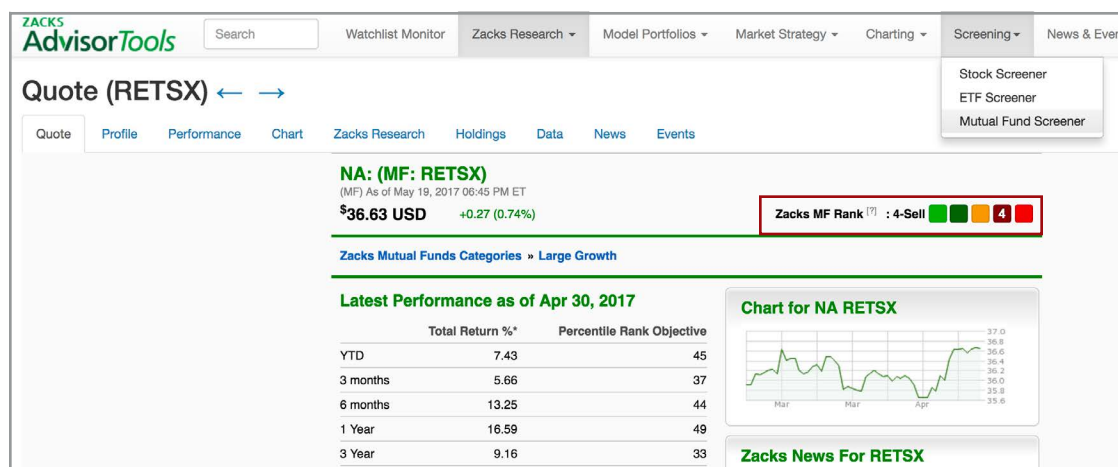 ZACKS
AdvisorTools Search Watchlist Monitor Zacks Research Model Portfolios Market Strategy Charting Screening News &
Stock Screener
ETF Screener
Mutual Fund Screener
Quote (RETSX) ← →
Quote Profile Performance Chart Zacks Research Holdings Data News Events
NA: (MF: RETSX)
(MF) As of May 19, 2017 06:45 PM ET
$36.63 USD +0.27 (0.74%)
Zacks MF Rank [?] : 4-Sell 4
Zacks Mutual Funds Categories » Large Growth
Latest Performance as of Apr 30, 2017
Total Return %* Percentile Rank Objective
YTD 7.43 45
3 months 5.66 37
6 months 13.25 44
1 Year 16.59 49
3 Year 9.16 33
Chart for NA RETSX
37.0
36.8
36.6
36.4
36.2
36.0
35.8
35.6
Mar Mar Apr
Zacks News For RETSX